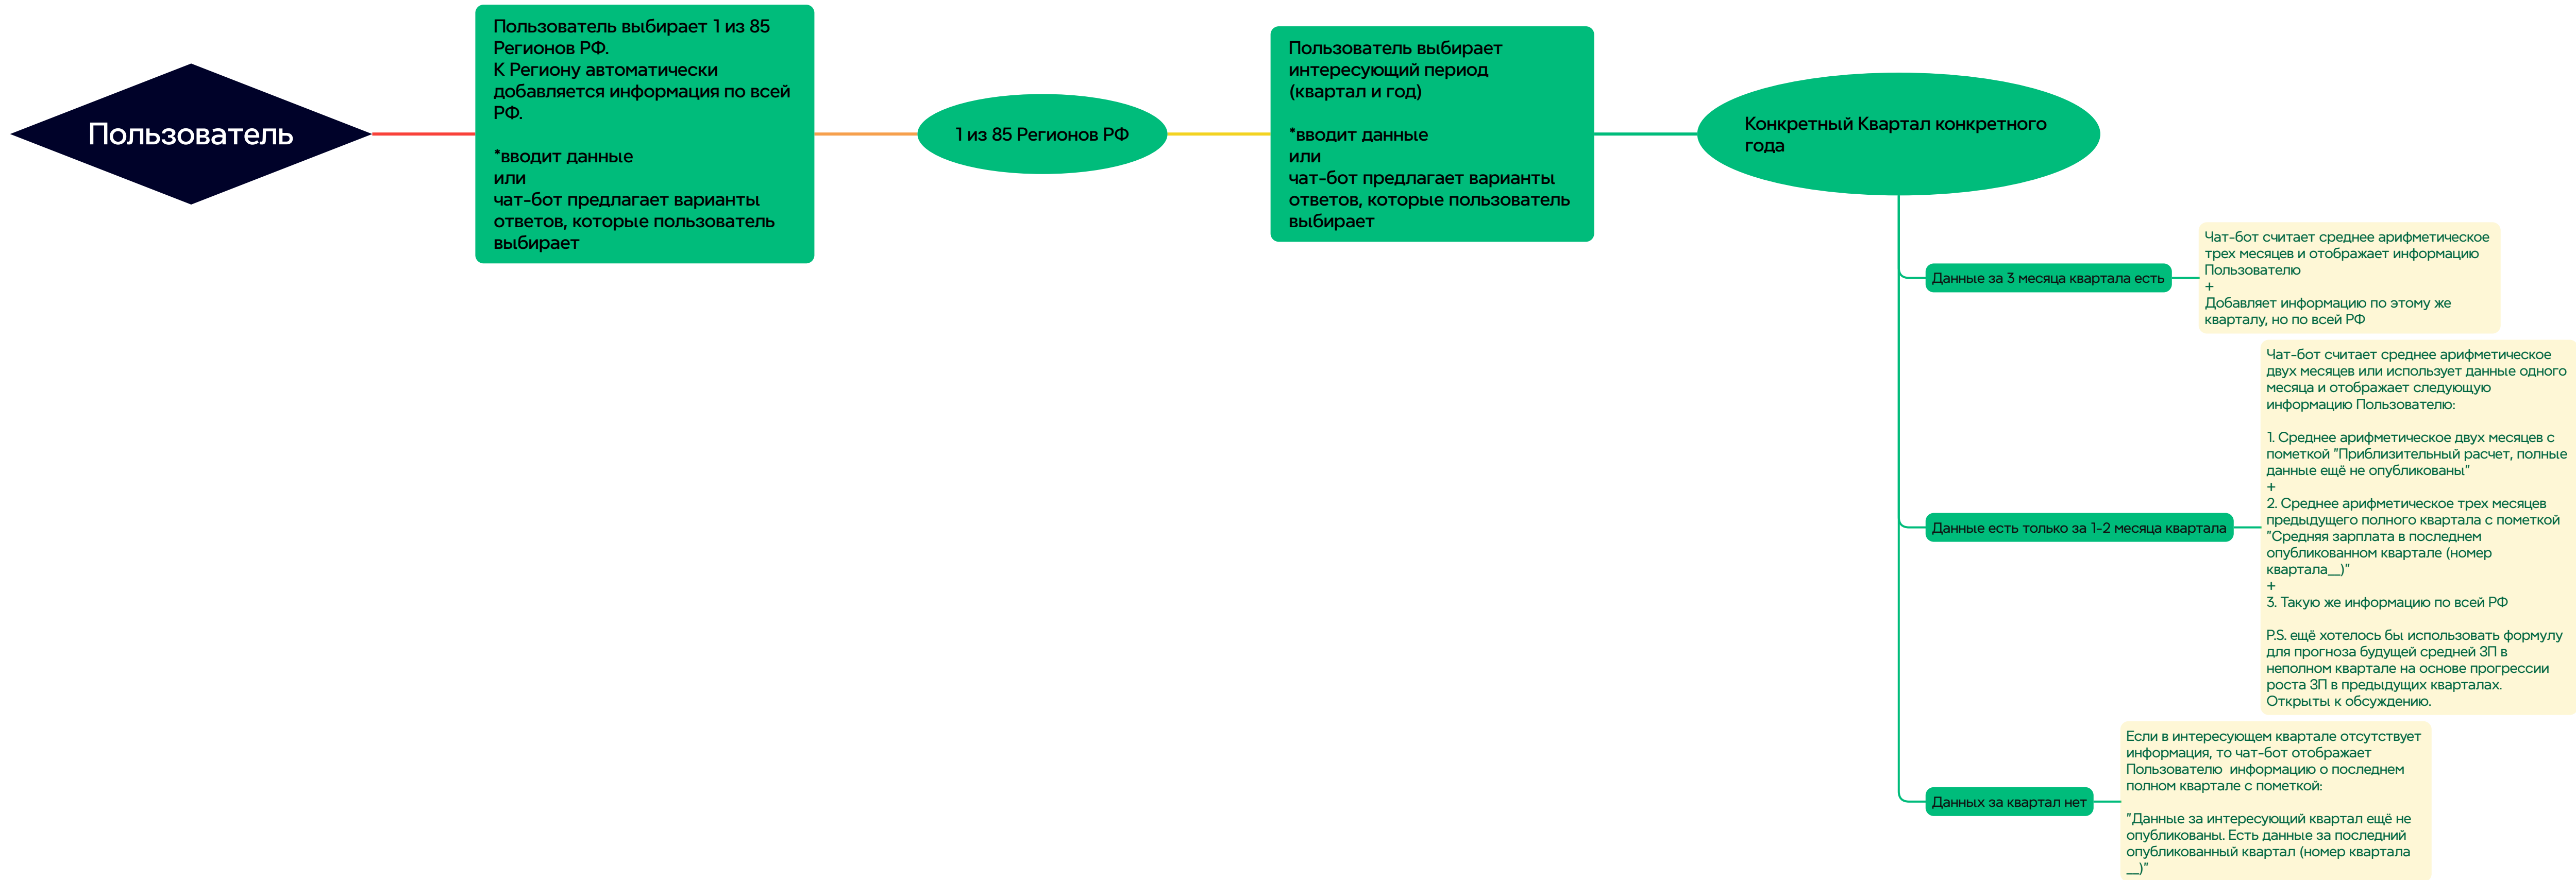 Пользователь
Пользователь выбирает 1 из 85
Регионов РФ.
К Региону автоматически
добавляется информация по всей
РФ.
*вводит данные
или
чат-бот предлагает варианты
ответов, которые пользователь
выбирает
1 из 85 Регионов РФ
Пользователь выбирает
интересующий период
(квартал и год)
*вводит данные
или
чат-бот предлагает варианты
ответов, которые пользователь
выбирает
Конкретный Квартал конкретного
года
Данные за 3 месяца квартала есть
Чат-бот считает среднее арифметическое
трех месяцев и отображает информацию
Пользователю
+
Добавляет информацию по этому же
кварталу, но по всей РФ
Данные есть только за 1-2 месяца квартала
Чат-бот считает среднее арифметическое
двух месяцев или использует данные одного
месяца и отображает следующую
информацию Пользователю:
1. Среднее арифметическое двух месяцев с
пометкой "Приблизительный расчет, полные
данные ещё не опубликованы"
+
2. Среднее арифметическое трех месяцев
предыдущего полного квартала с пометкой
"Средняя зарплата в последнем
опубликованном квартале (номер
квартала__)"
+
3. Такую же информацию по всей РФ
P.S. ещё хотелось бы использовать формулу
для прогноза будущей средней ЗП в
неполном квартале на основе прогрессии
роста ЗП в предыдущих кварталах.
Открыты к обсуждению.
Данных за квартал нет
Если в интересующем квартале отсутствует
информация, то чат-бот отображает
Пользователю  информацию о последнем
полном квартале с пометкой:
"Данные за интересующий квартал ещё не
опубликованы. Есть данные за последний
опубликованный квартал (номер квартала
__)"